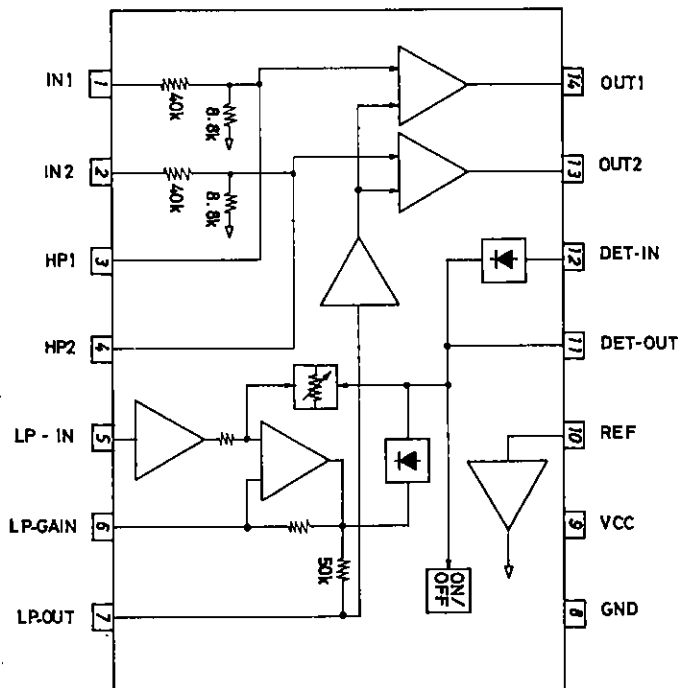 IN1 1
40k
8.8k
14 OUT1
IN2 2
40k
8.8k
13 OUT2
HP1 3
12 DET-IN
HP2 4
11 DET-OUT
LP - IN 5
10 REF
LP-GAIN 6
9 VCC
50k
ON/
OFF
LP-OUT 7
8 GND